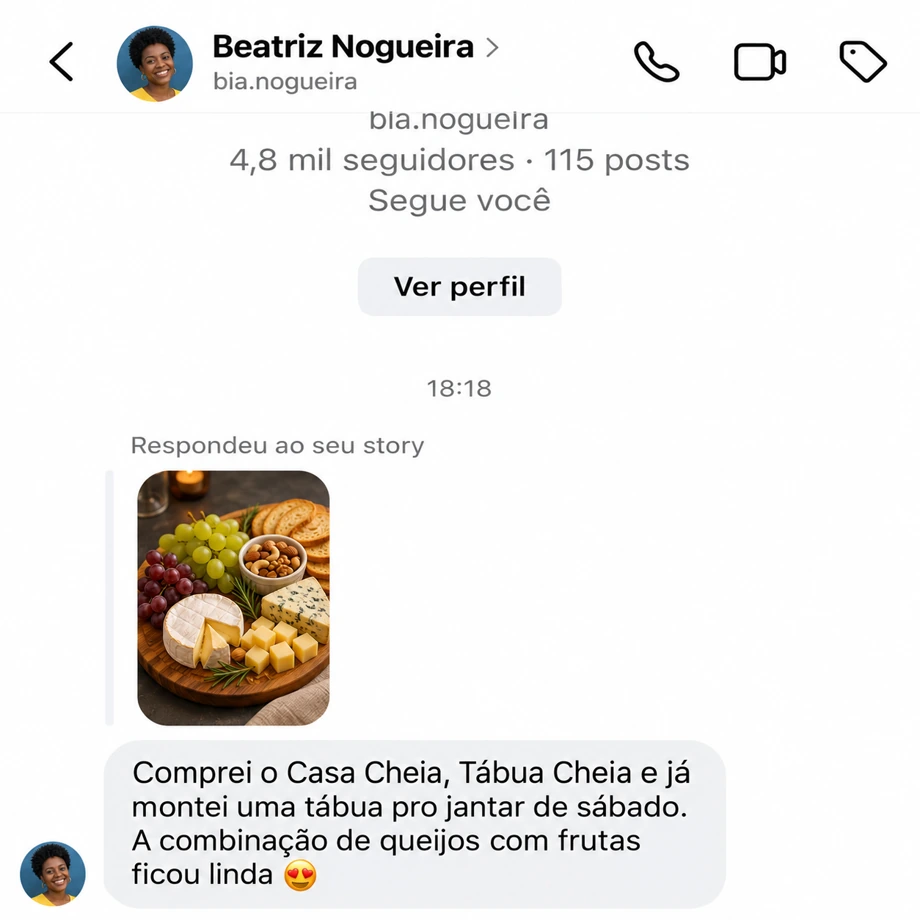 Beatriz Nogueira
bia.nogueira
bia.nogueira
4,8 mil seguidores · 115 posts
Segue você
Ver perfil
18:18
Respondeu ao seu story
Comprei o Casa Cheia, Tábua Cheia e já
montei uma tábua pro jantar de sábado.
A combinação de queijos com frutas
ficou linda 😍